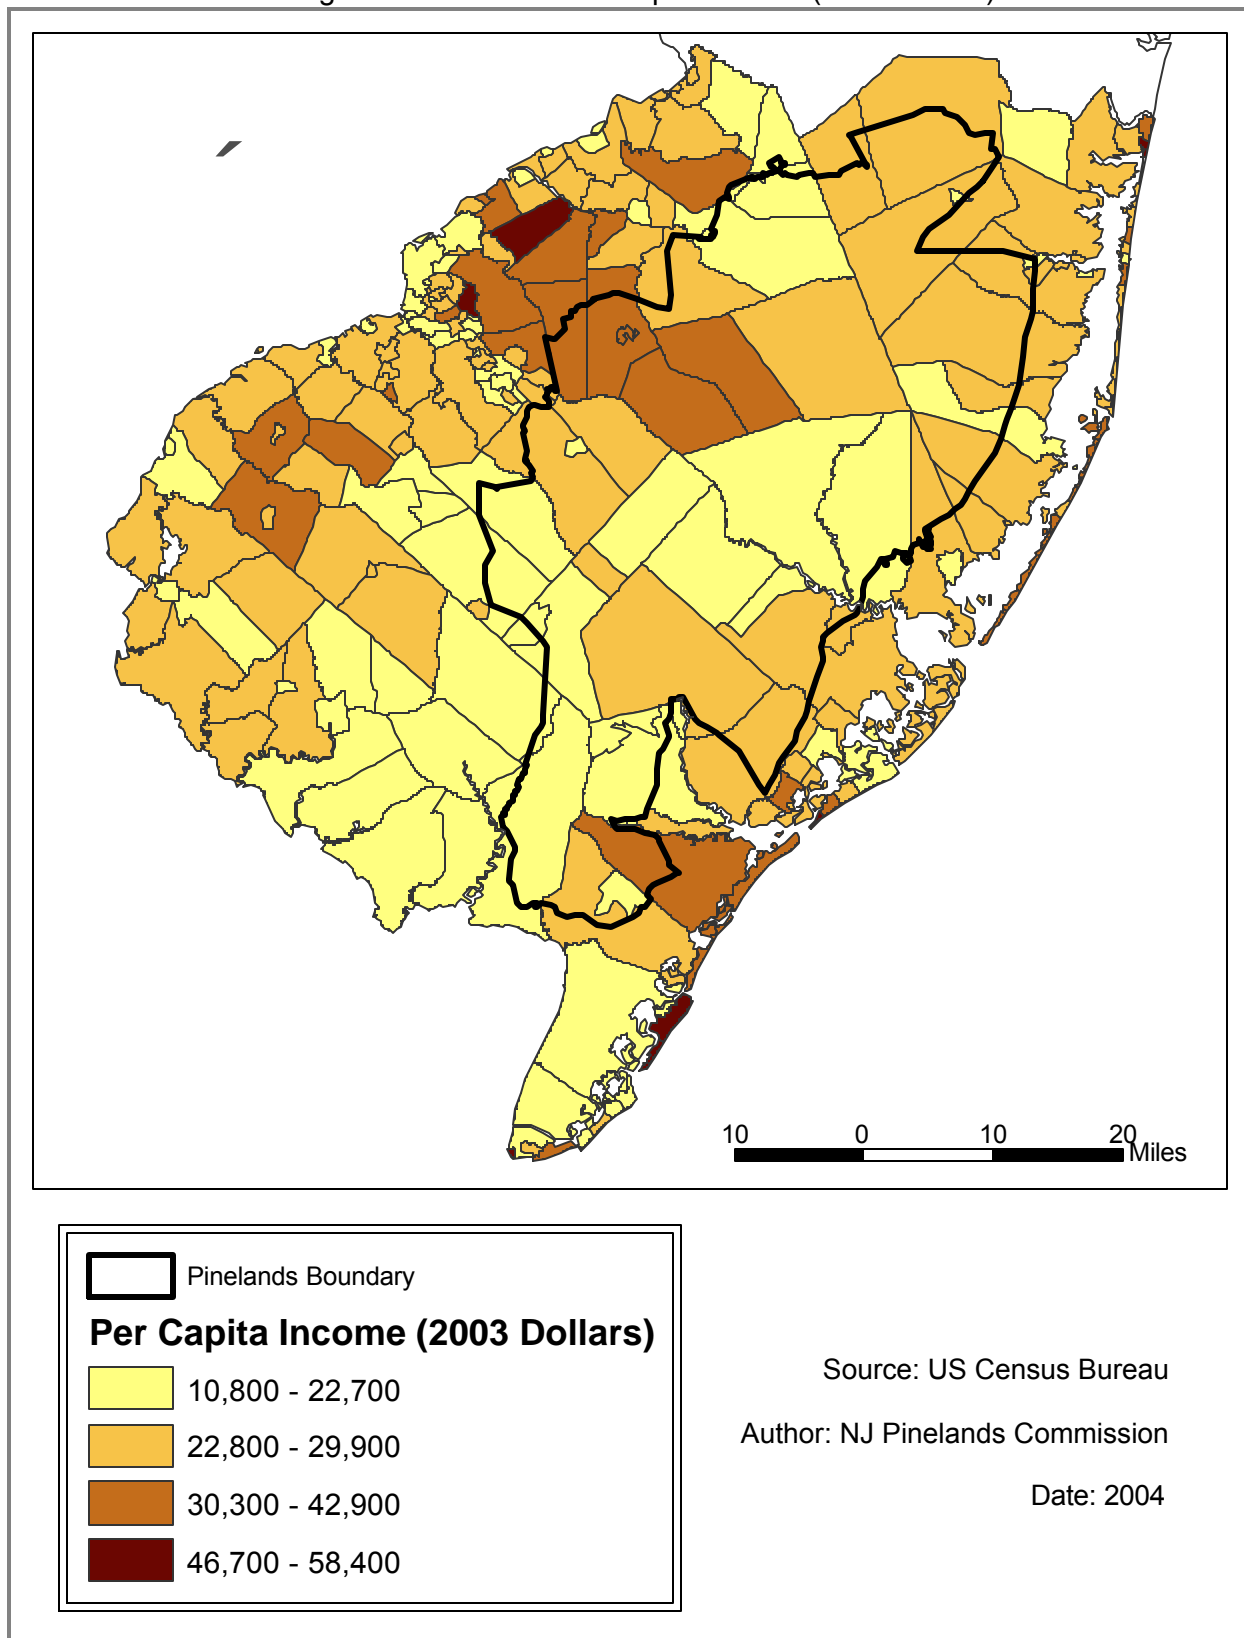 10 0 10 20
Miles
Pinelands Boundary
Per Capita Income (2003 Dollars)
10,800 - 22,700
22,800 - 29,900
30,300 - 42,900
46,700 - 58,400
Source: US Census Bureau
Author: NJ Pinelands Commission
Date: 2004